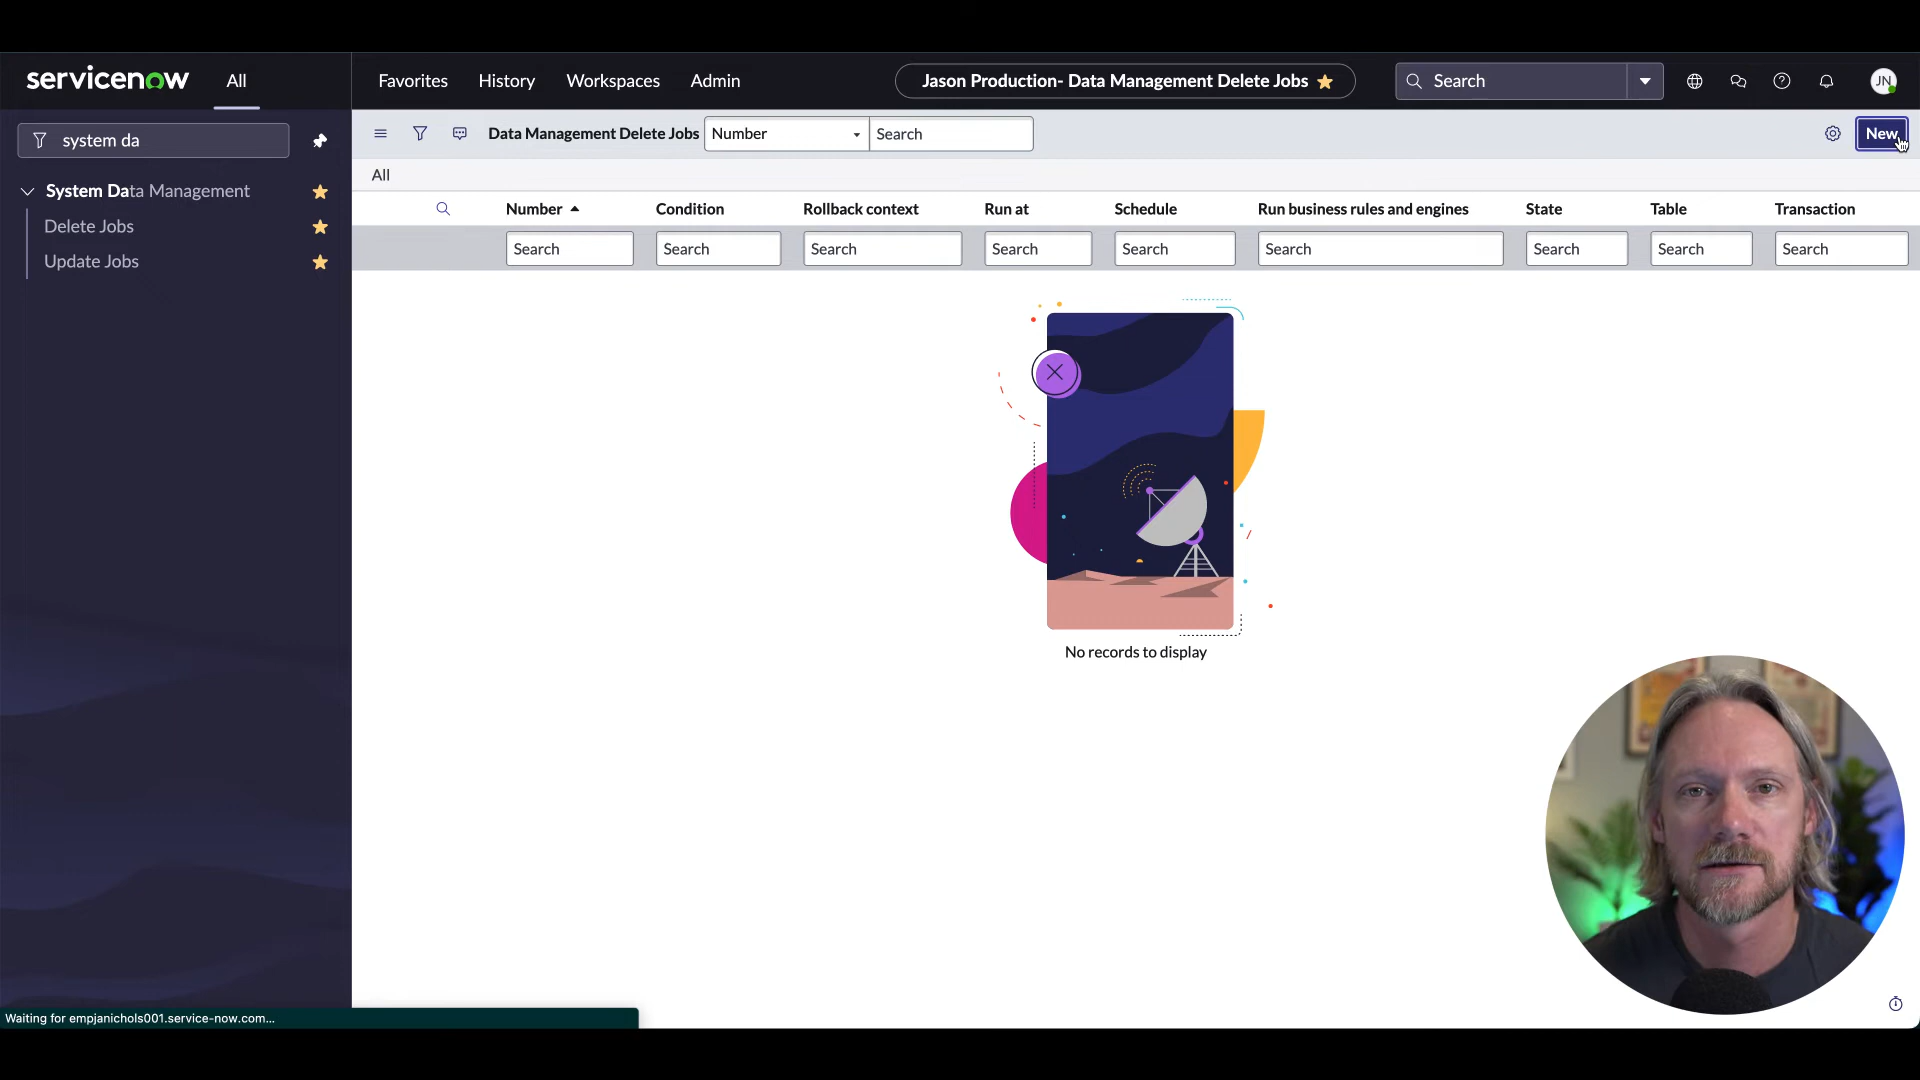 servicenow All Favorites History Workspaces Admin Jason Production- Data Management Delete Jobs Search JN
system da
Data Management Delete Jobs Number Search New
All
System Data Management
Delete Jobs
Update Jobs
Number Condition Rollback context Run at Schedule Run business rules and engines State Table Transaction
Search Search Search Search Search Search Search Search Search
No records to display
Waiting for empjanichols001.service-now.com...